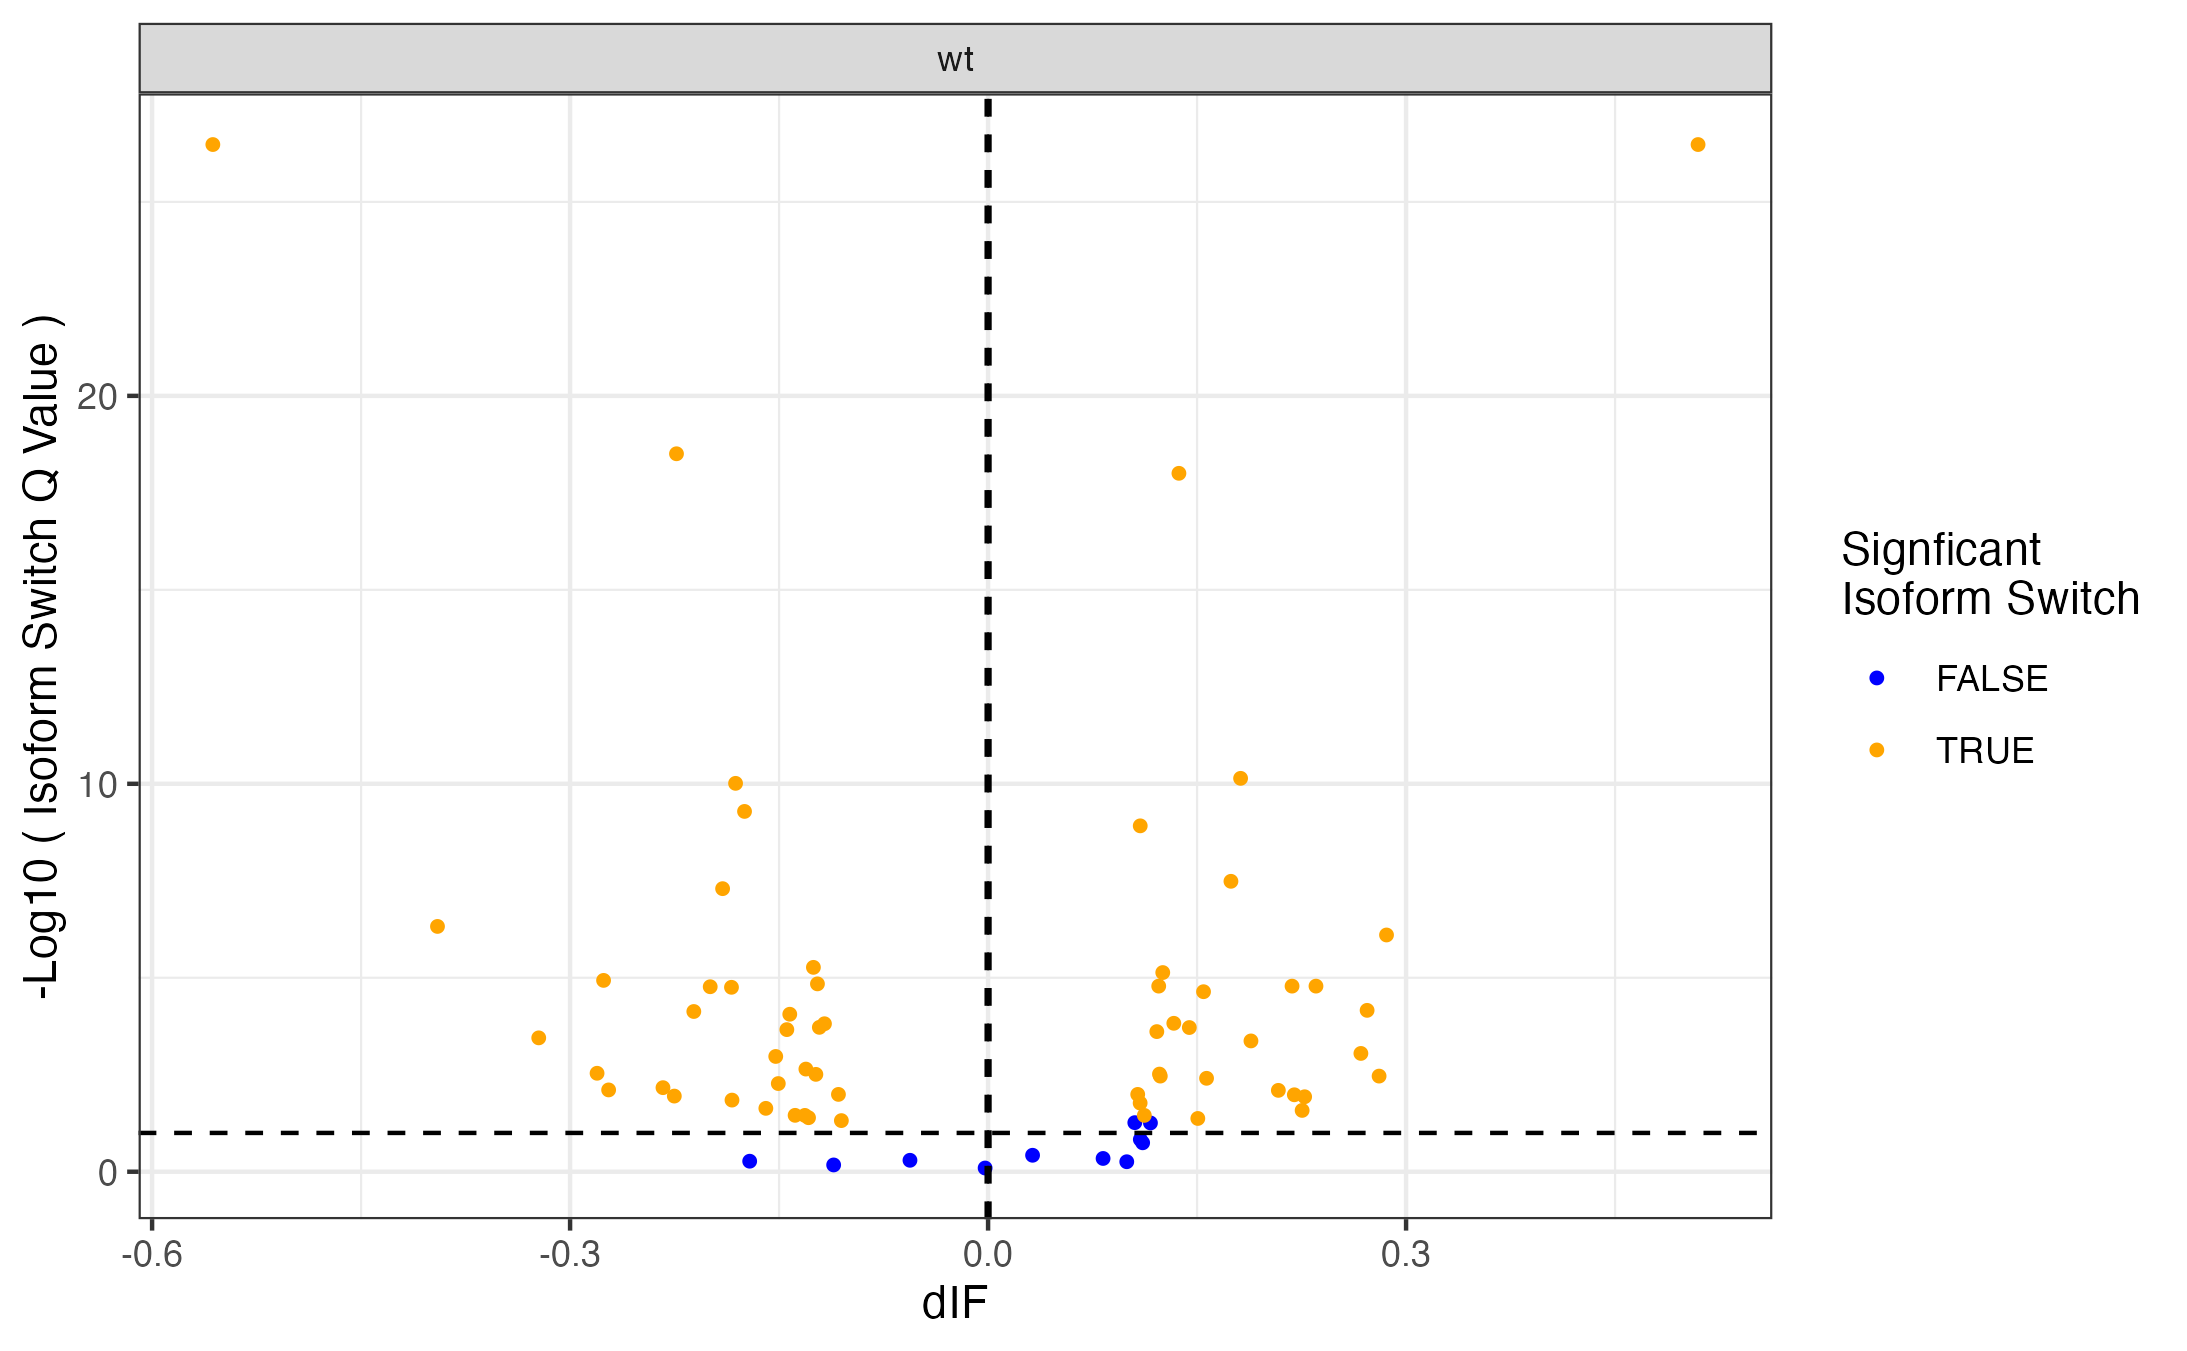 wt
-Log10 ( Isoform Switch Q Value )
20
10
0
-0.6
-0.3
0.0
0.3
dIF
Signficant
Isoform Switch
FALSE
TRUE